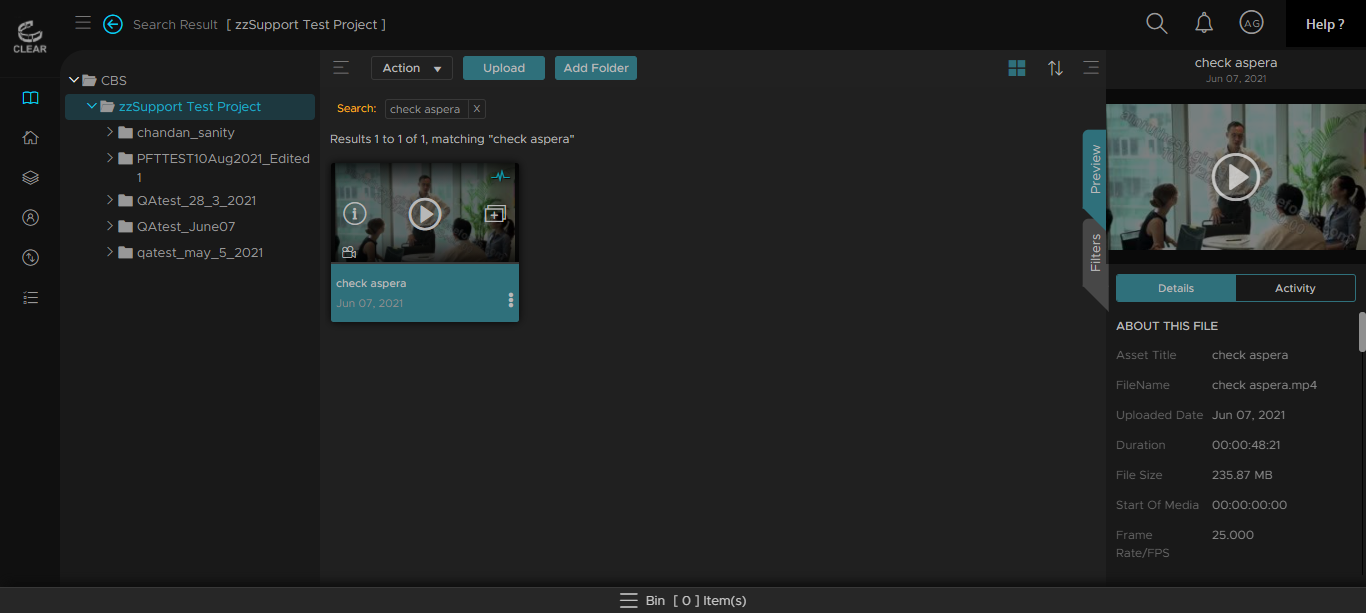 CLEAR
Search Result [ zzSupport Test Project ]
AG
Help ?
CBS
zzSupport Test Project
chandan_sanity
PFTTEST10Aug2021_Edited
1
QAtest_28_3_2021
QAtest_June07
qatest_may_5_2021
Action
Upload
Add Folder
Search: check aspera X
Results 1 to 1 of 1, matching "check aspera"
check aspera
Jun 07, 2021
Preview
Filters
check aspera
Jun 07, 2021
Details
Activity
ABOUT THIS FILE
Asset Title check aspera
FileName check aspera.mp4
Uploaded Date Jun 07, 2021
Duration 00:00:48:21
File Size 235.87 MB
Start Of Media 00:00:00:00
Frame 25.000
Rate/FPS
Bin [ 0 ] Item(s)